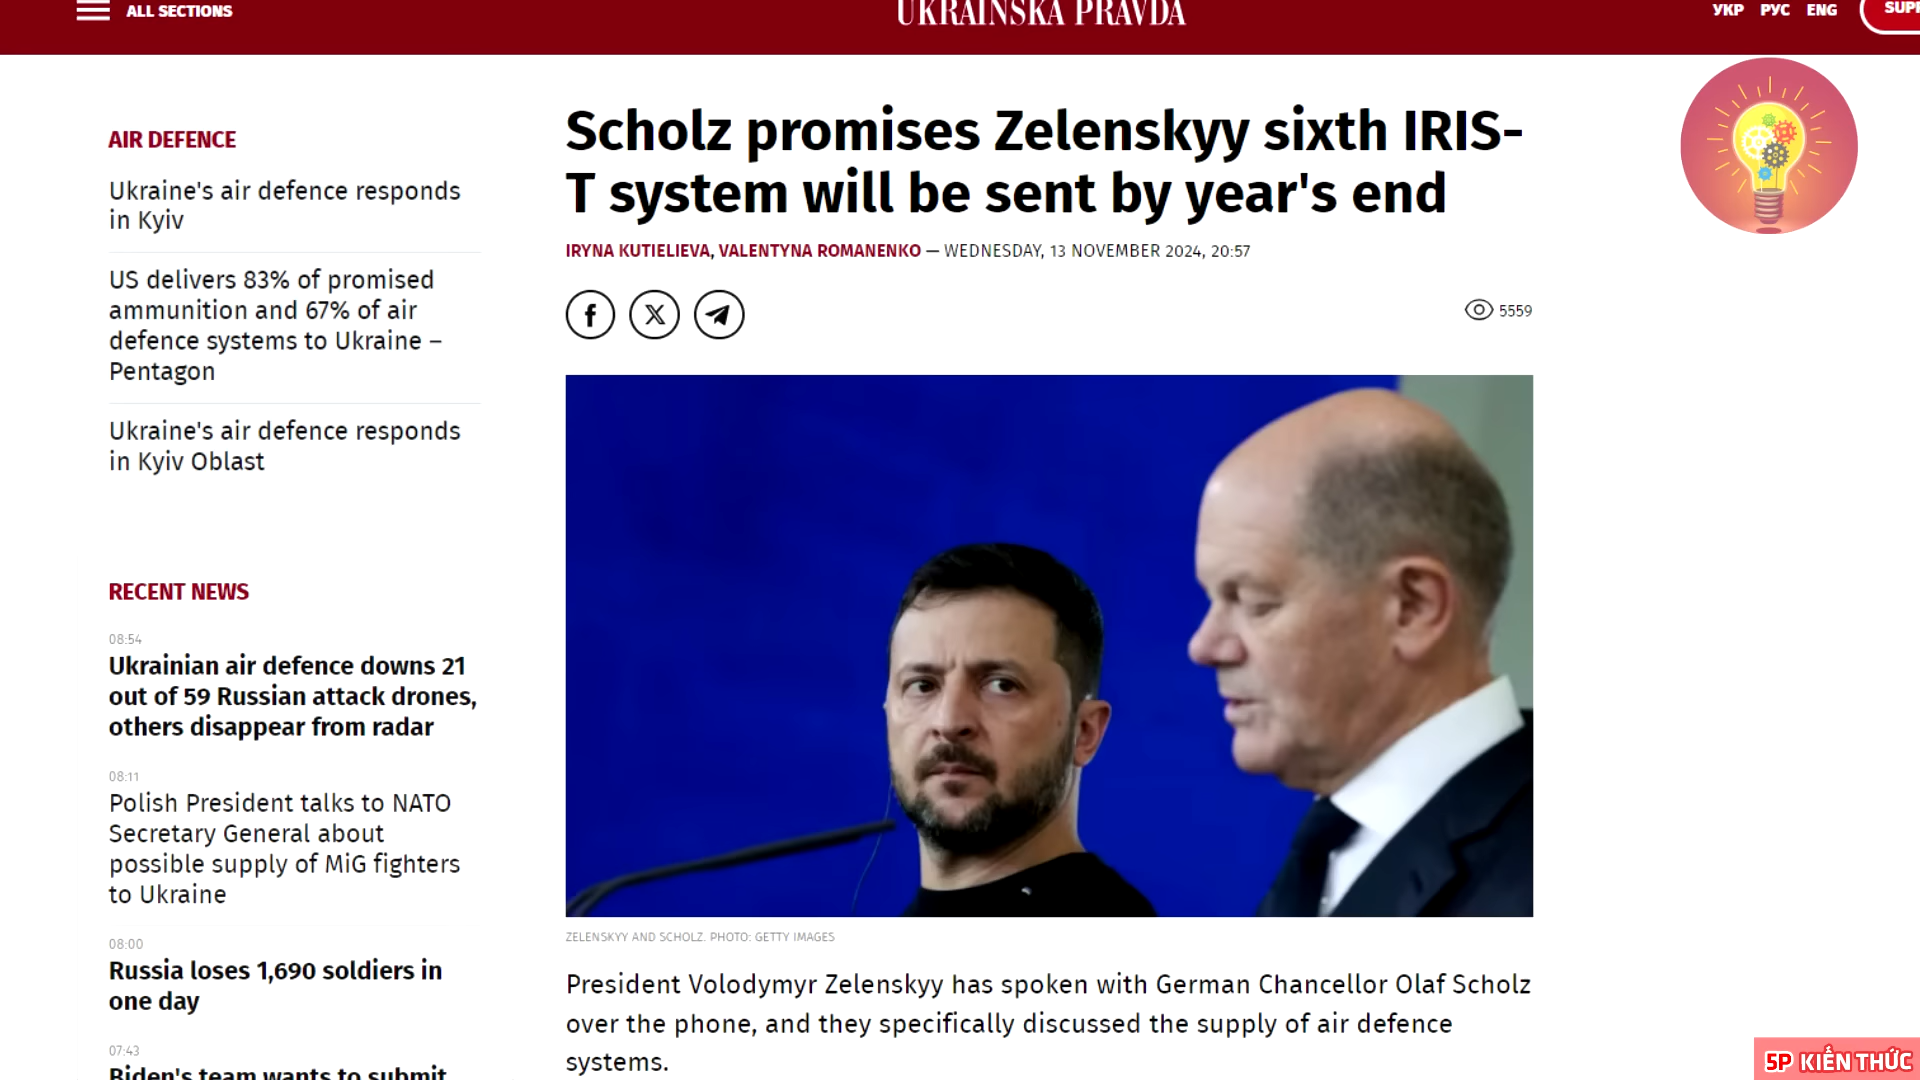 ALL SECTIONS
UKRAINSKA PRAVDA
УКР РУС ENG
AIR DEFENCE
Ukraine's air defence responds
in Kyiv
US delivers 83% of promised
ammunition and 67% of air
defence systems to Ukraine –
Pentagon
Ukraine's air defence responds
in Kyiv Oblast
RECENT NEWS
08:54
Ukrainian air defence downs 21
out of 59 Russian attack drones,
others disappear from radar
08:11
Polish President talks to NATO
Secretary General about
possible supply of MiG fighters
to Ukraine
08:00
Russia loses 1,690 soldiers in
one day
07:43
Biden's team wants to submit
Scholz promises Zelenskyy sixth IRIS-
T system will be sent by year's end
IRYNA KUTIELIEVA, VALENTYNA ROMANENKO — WEDNESDAY, 13 NOVEMBER 2024, 20:57
5559
ZELENSKYY AND SCHOLZ. PHOTO: GETTY IMAGES
President Volodymyr Zelenskyy has spoken with German Chancellor Olaf Scholz
over the phone, and they specifically discussed the supply of air defence
systems.
5P KIẾN THỨC